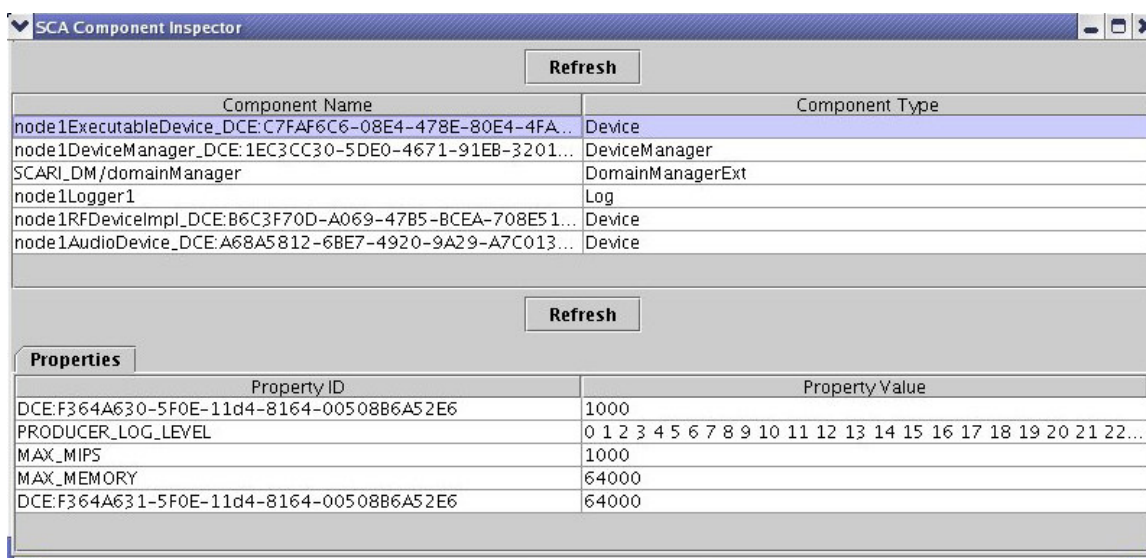 SCA Component Inspector
Refresh
Component Name Component Type
node1ExecutableDevice_DCE:C7FAF6C6-08E4-478E-80E4-4FA... Device
node1DeviceManager_DCE:1EC3CC30-5DE0-4671-91EB-3201... DeviceManager
SCARI_DM/domainManager DomainManagerExt
node1Logger1 Log
node1RFDeviceImpl_DCE:B6C3F70D-A069-47B5-BCEA-708E51... Device
node1AudioDevice_DCE:A68A5812-6BE7-4920-9A29-A7C013... Device
Refresh
Properties
Property ID Property Value
DCE:F364A630-5F0E-11d4-8164-00508B6A52E6 1000
PRODUCER_LOG_LEVEL 0 1 2 3 4 5 6 7 8 9 10 11 12 13 14 15 16 17 18 19 20 21 22...
MAX_MIPS 1000
MAX_MEMORY 64000
DCE:F364A631-5F0E-11d4-8164-00508B6A52E6 64000